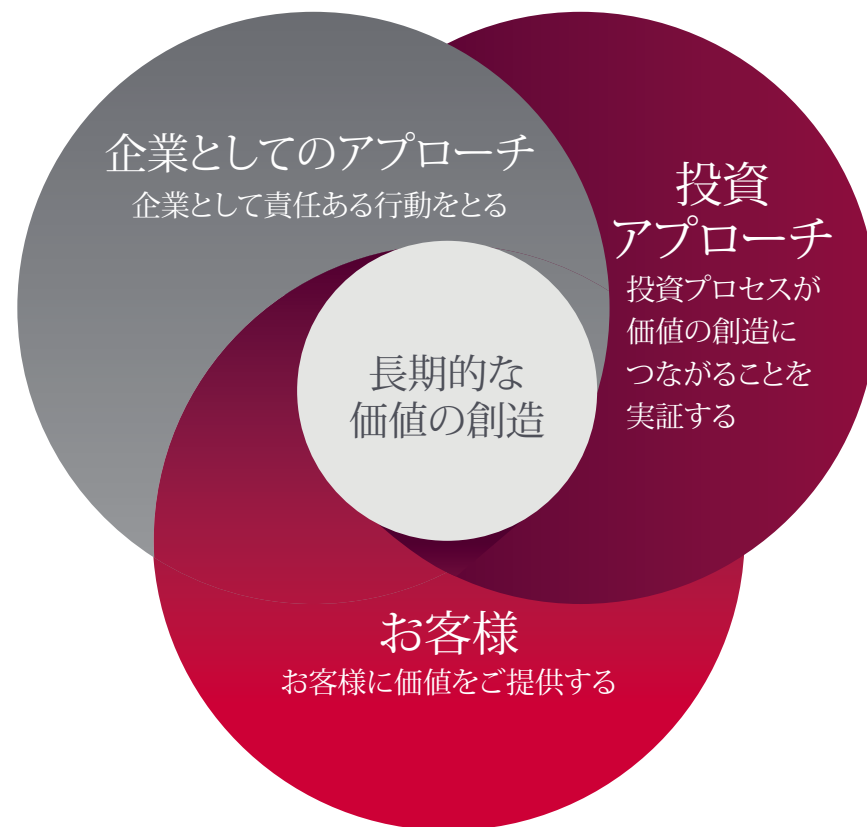 企業としてのアプローチ
企業として責任ある行動をとる
投資
アプローチ
投資プロセスが
価値の創造に
つながることを
実証する
長期的な
価値の創造
お客様
お客様に価値をご提供する